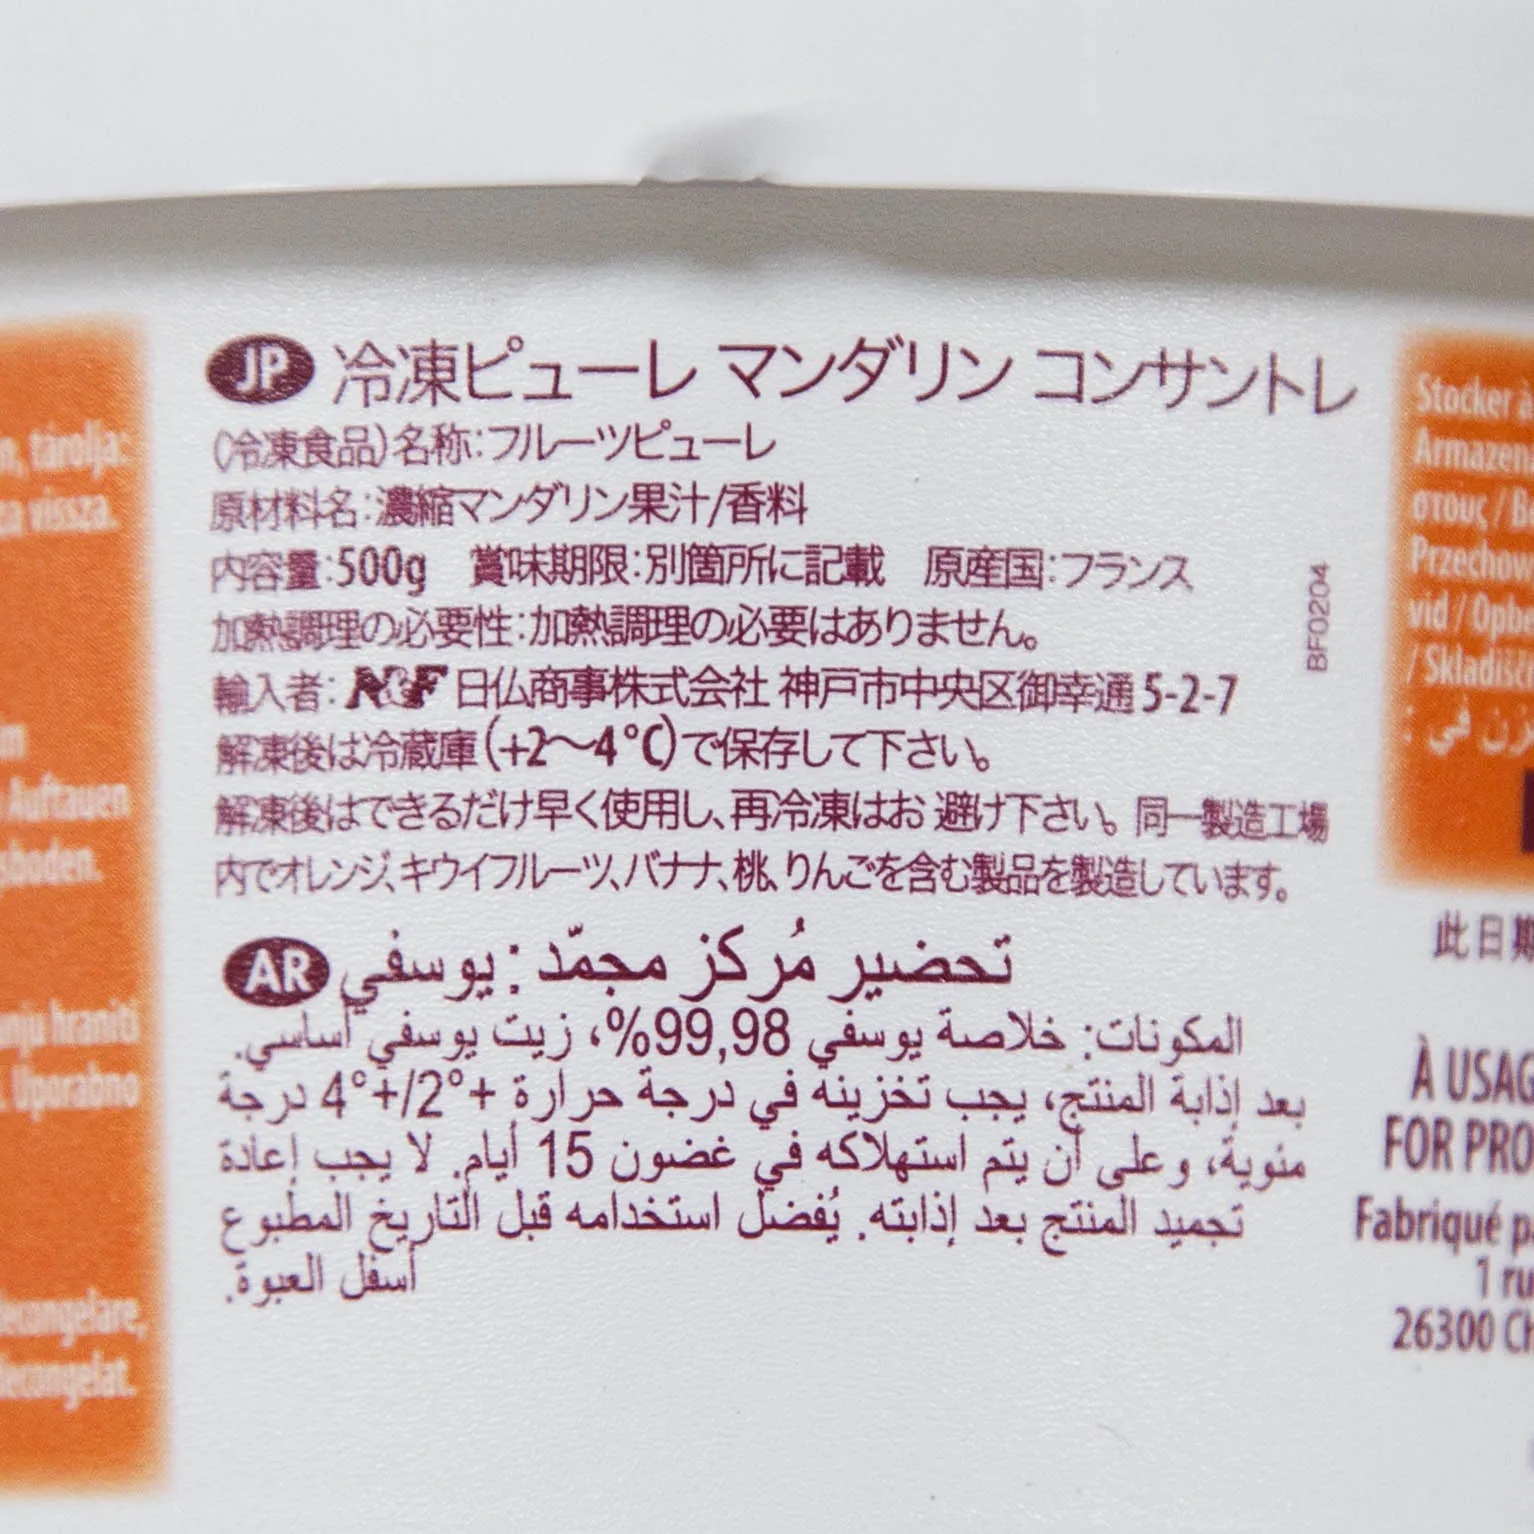 JP 冷凍ピューレ マンダリン コンサントレ
(冷凍食品)名称:フルーツピューレ
原材料名:濃縮マンダリン果汁/香料
内容量:500g 賞味期限:別箇所に記載 原産国:フランス
加熱調理の必要性:加熱調理の必要はありません。
輸入者: N&F 日仏商事株式会社 神戸市中央区御幸通5-2-7
解凍後は冷蔵庫(+2〜4°C)で保存して下さい。
解凍後はできるだけ早く使用し、再冷凍はお 避け下さい。同一製造工場
内でオレンジ、キウイフルーツ、バナナ、桃、りんごを含む製品を製造しています。
BF0204
AR تحضير مُركز مجمّد : يوسفي
المكونات: خلاصة يوسفي 99,98%، زيت يوسفي أساسي.
بعد إذابة المنتج، يجب تخزينه في درجة حرارة +2°/+4° درجة
مئوية، وعلى أن يتم استهلاكه في غضون 15 أيام. لا يجب إعادة
تجميد المنتج بعد إذابته. يُفضل استخدامه قبل التاريخ المطبوع
أسفل العبوة.
tárolja:
vissza.
Auftauen
hraniti
Uporabno
Stocker à
στους /
vid /
في :
此日期
À USAG
FOR PRO
Fabriqué
1 ru
26300 Ch